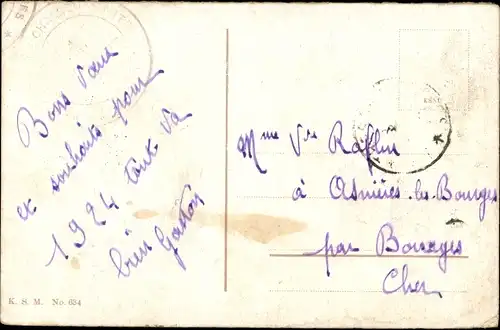 Bons vœux
et souhaits pour
1924 tout va
bien Gaston
Mme Vve Raffin
à Asnières-les-Bourges
par Bourges
Cher
K. S. M. No. 654